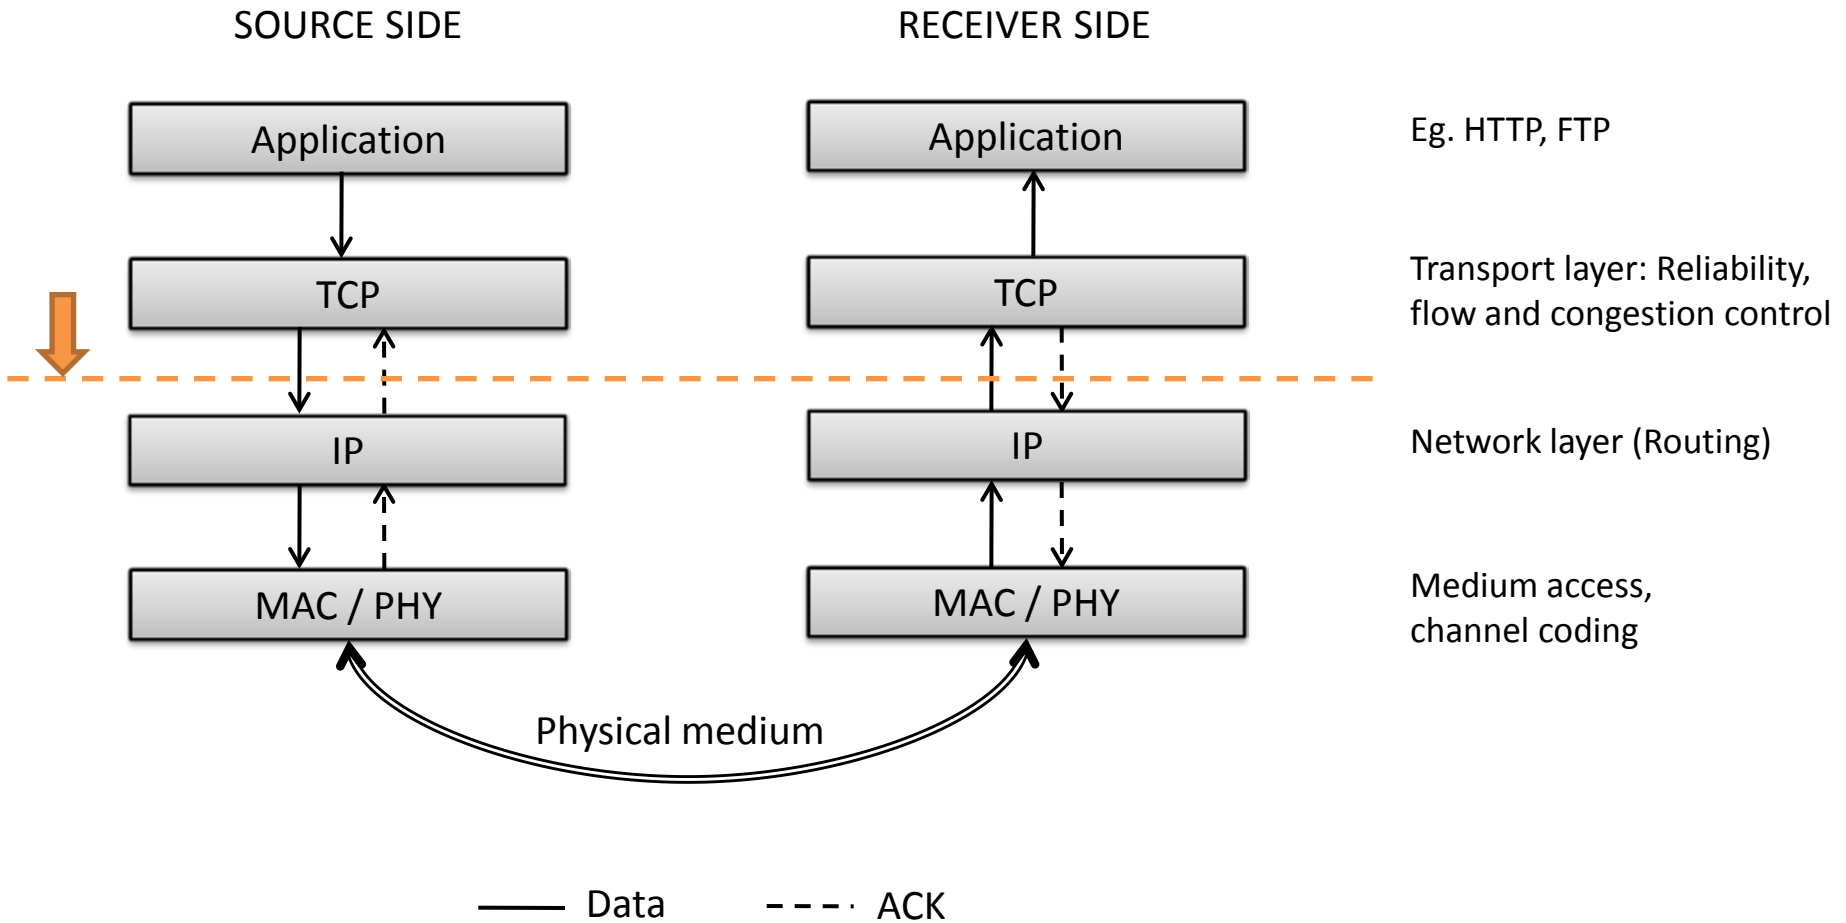 SOURCE SIDE
RECEIVER SIDE
Application
Application
Eg. HTTP, FTP
TCP
TCP
Transport layer: Reliability,
flow and congestion control
IP
IP
Network layer (Routing)
MAC / PHY
MAC / PHY
Medium access,
channel coding
Physical medium
Data
ACK